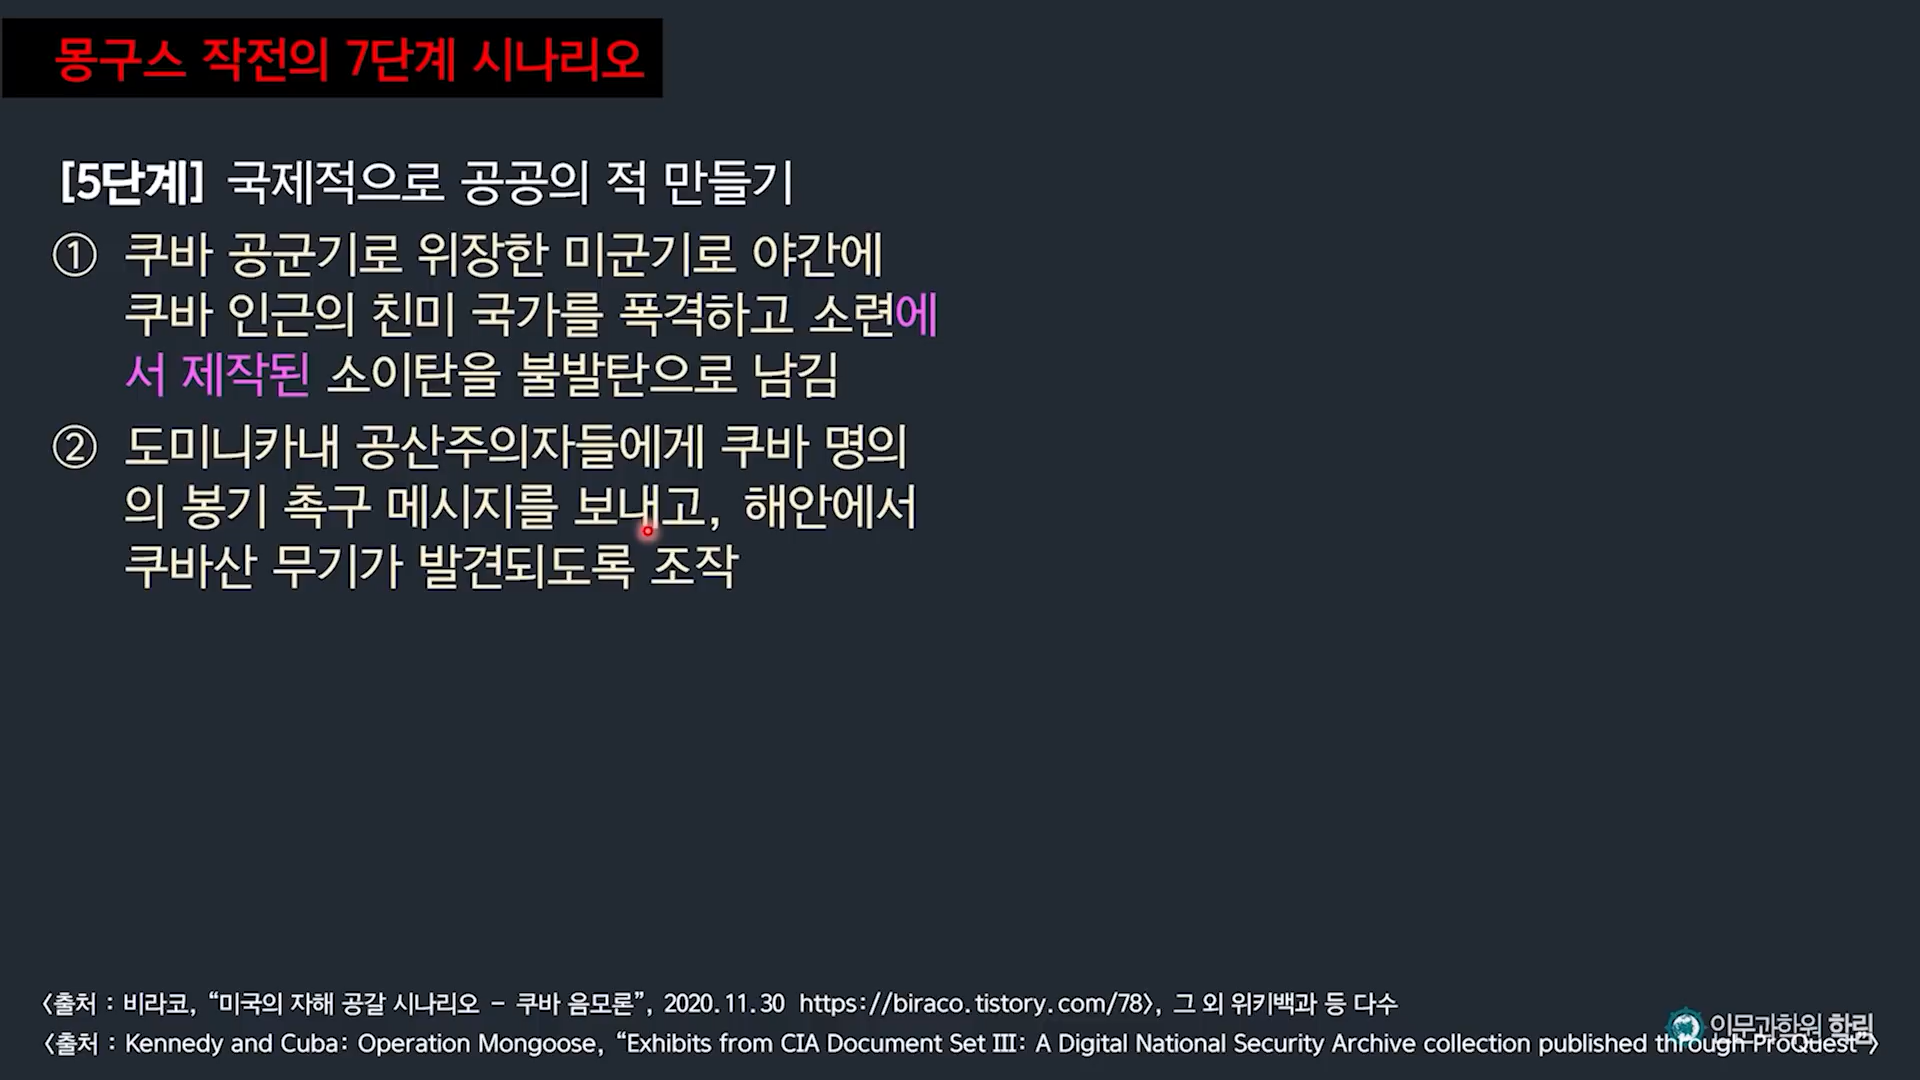 몽구스 작전의 7단계 시나리오
[5단계] 국제적으로 공공의 적 만들기
① 쿠바 공군기로 위장한 미군기로 야간에
쿠바 인근의 친미 국가를 폭격하고 소련에
서 제작된 소이탄을 불발탄으로 남김
② 도미니카내 공산주의자들에게 쿠바 명의
의 봉기 촉구 메시지를 보내고, 해안에서
쿠바산 무기가 발견되도록 조작
<출처 : 비라코, “미국의 자해 공갈 시나리오 - 쿠바 음모론”, 2020.11.30 https://biraco.tistory.com/78>, 그 외 위키백과 등 다수
<출처 : Kennedy and Cuba: Operation Mongoose, “Exhibits from CIA Document Set III: A Digital National Security Archive collection published through ProQuest”>
인문과학원 학림